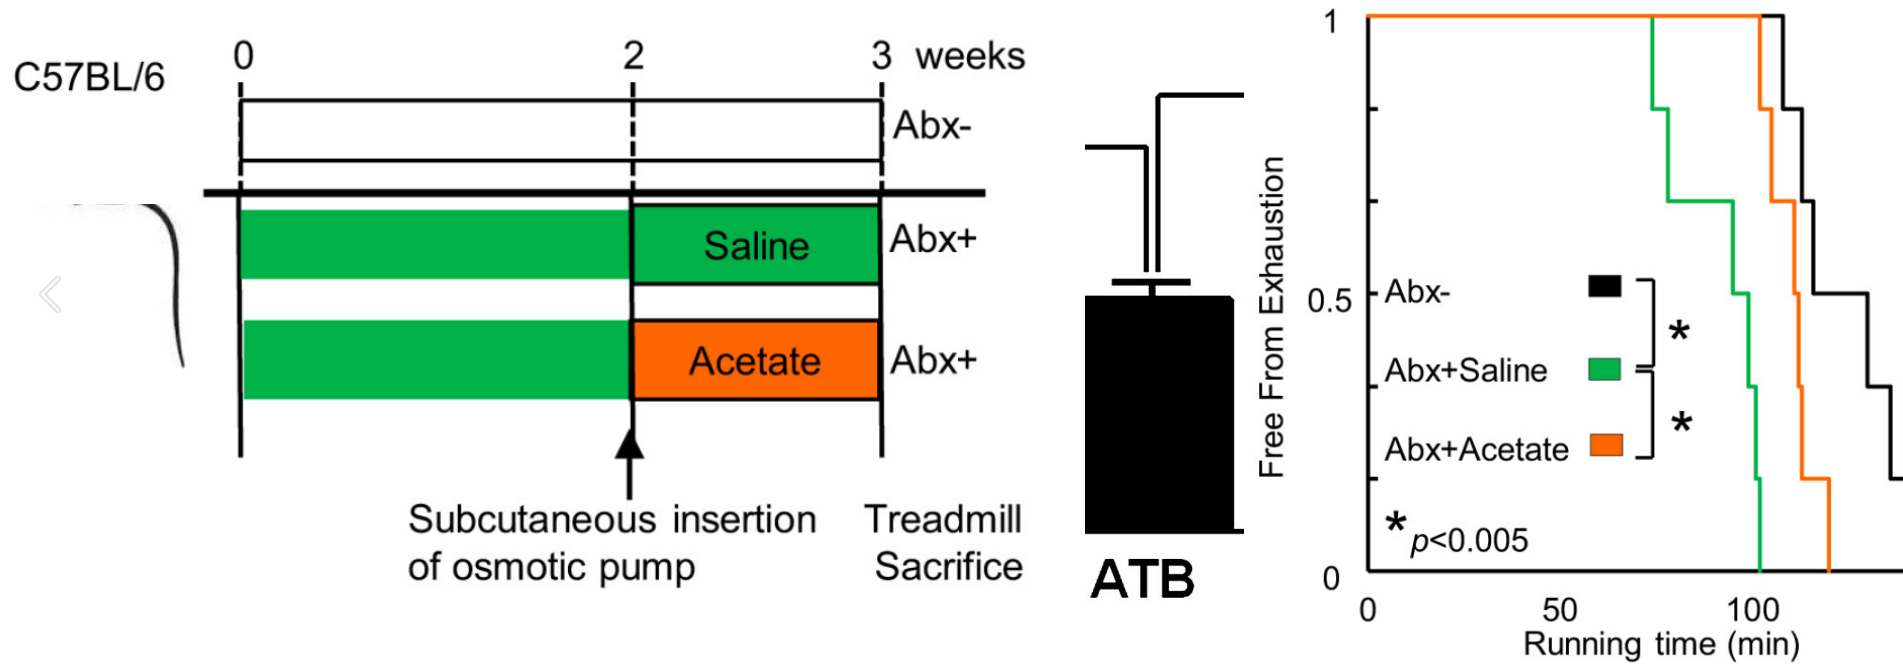 C57BL/6
0 2 3 weeks
Abx-
Saline
Abx+
Acetate
Abx+
Subcutaneous insertion
of osmotic pump
Treadmill
Sacrifice
ATB
Free From Exhaustion
1
0.5
0
Abx-
*
Abx+Saline
*
Abx+Acetate
* p<0.005
0 50 100
Running time (min)